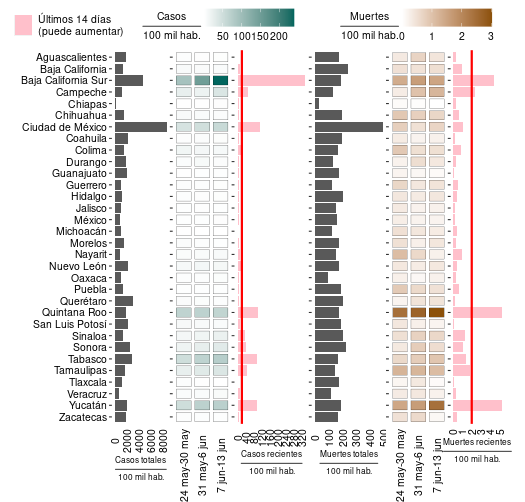 Últimos 14 días
(puede aumentar)
Casos
100 mil hab.
50 100 150 200
Muertes
100 mil hab.
0 1 2 3
Aguascalientes
Baja California
Baja California Sur
Campeche
Chiapas
Chihuahua
Ciudad de México
Coahuila
Colima
Durango
Guanajuato
Guerrero
Hidalgo
Jalisco
México
Michoacán
Morelos
Nayarit
Nuevo León
Oaxaca
Puebla
Querétaro
Quintana Roo
San Luis Potosí
Sinaloa
Sonora
Tabasco
Tamaulipas
Tlaxcala
Veracruz
Yucatán
Zacatecas
0 2000 4000 6000 8000
Casos totales
100 mil hab.
24 may-30 may
31 may-6 jun
7 jun-13 jun
0 40 80 120 160 200 240 280 320
Casos recientes
100 mil hab.
0 100 200 300 400 500
Muertes totales
100 mil hab.
24 may-30 may
31 may-6 jun
7 jun-13 jun
0 1 2 3 4 5
Muertes recientes
100 mil hab.